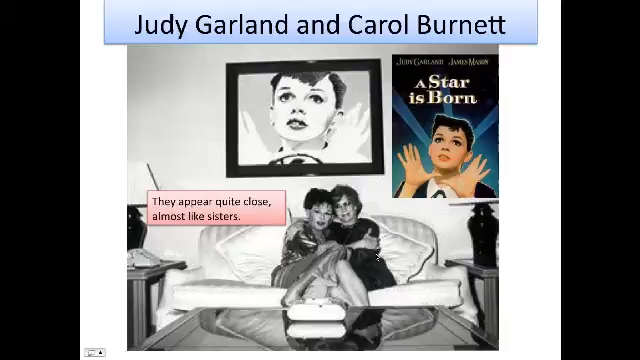 Judy Garland and Carol Burnett
JUDY GARLAND JAMES MASON
A Star
is Born
They appear quite close,
almost like sisters.